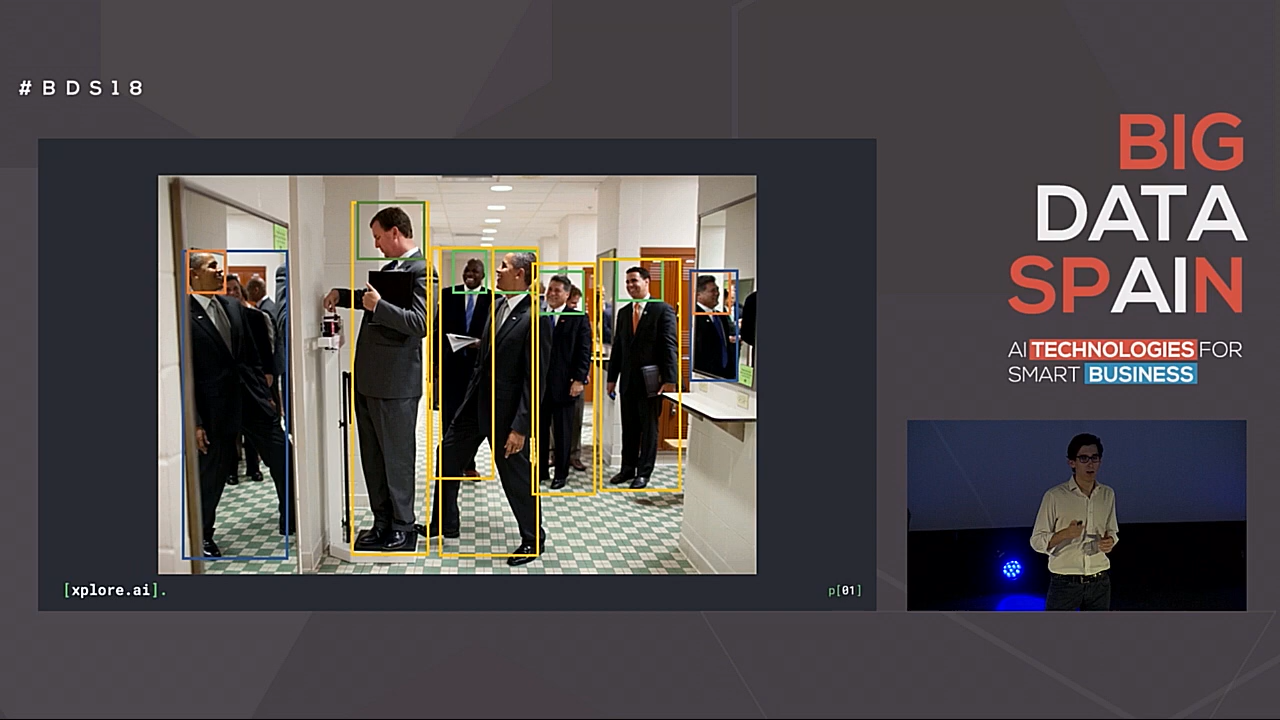 #BDS18
BIG
DATA
SPAIN
AI TECHNOLOGIES FOR
SMART BUSINESS
[xplore.ai].
p[01]